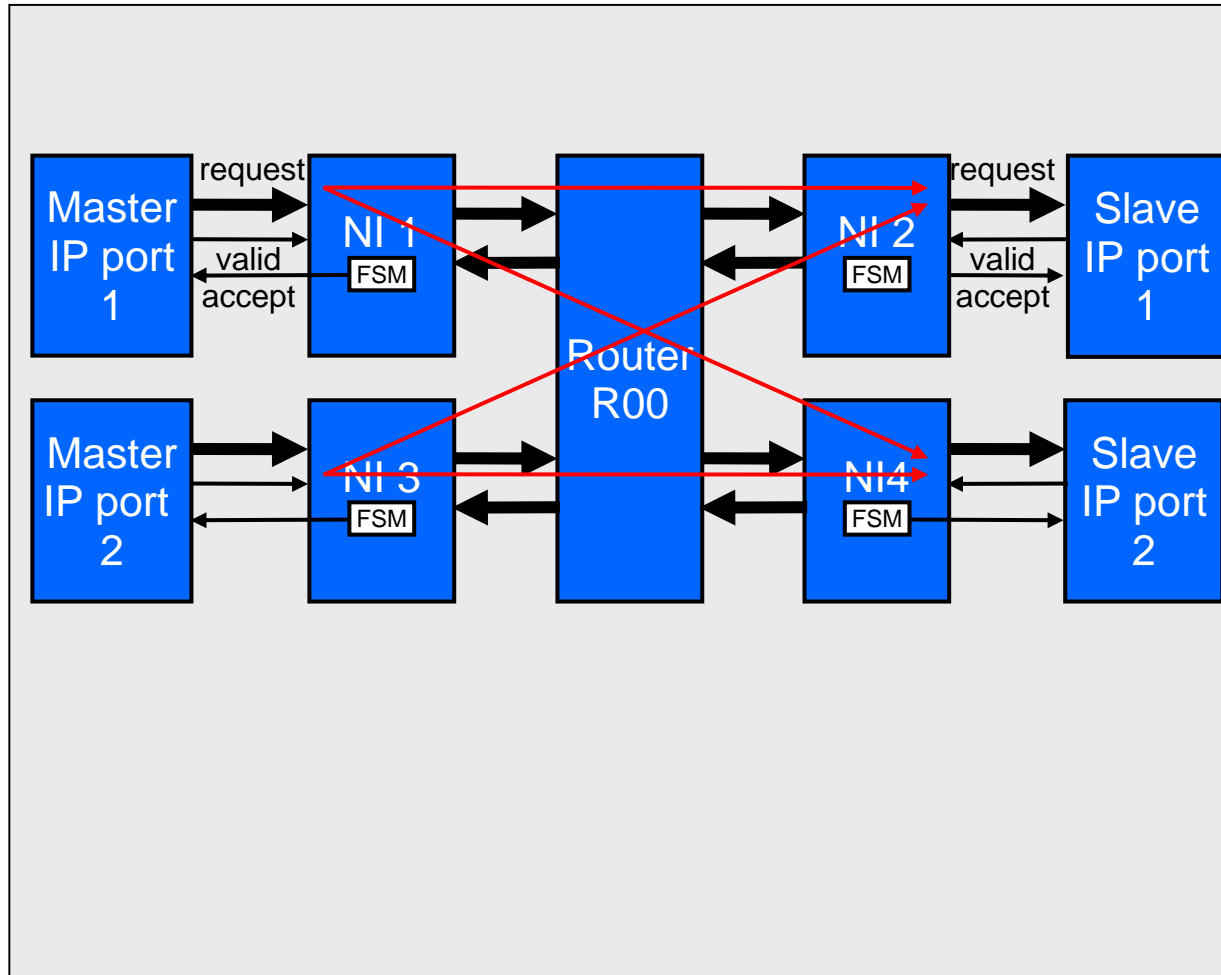 request
request
Master
IP port
1
NI 1
NI 2
Slave
IP port
1
valid
accept
FSM
FSM
valid
accept
Router
R00
Master
IP port
2
NI 3
NI4
Slave
IP port
2
FSM
FSM